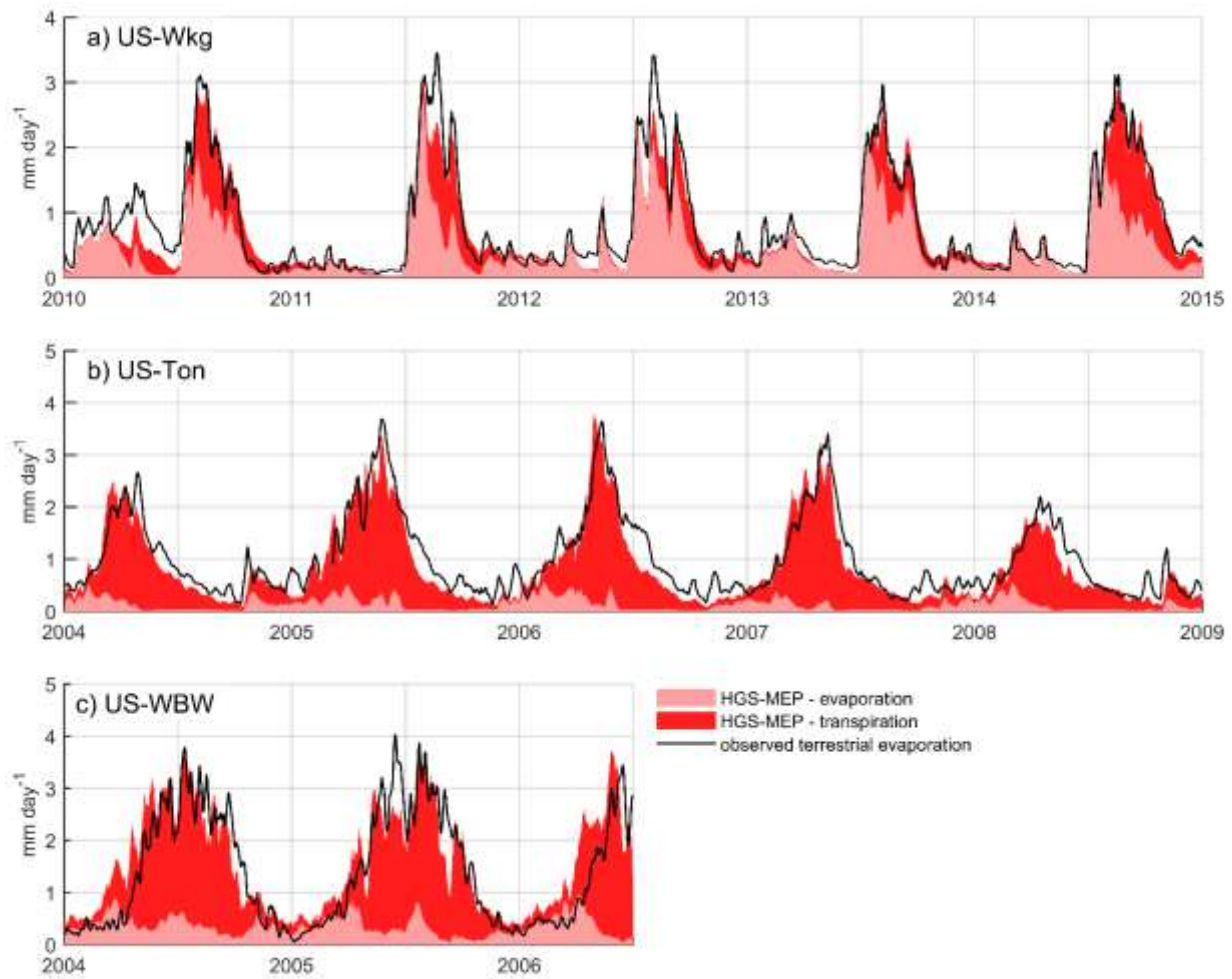 4
a) US-Wkg
3
2
1
0
mm day-1
2010 2011 2012 2013 2014 2015
5
b) US-Ton
4
3
2
1
0
mm day-1
2004 2005 2006 2007 2008 2009
5
c) US-WBW
4
3
2
1
0
mm day-1
2004 2005 2006
HGS-MEP - evaporation
HGS-MEP - transpiration
observed terrestrial evaporation